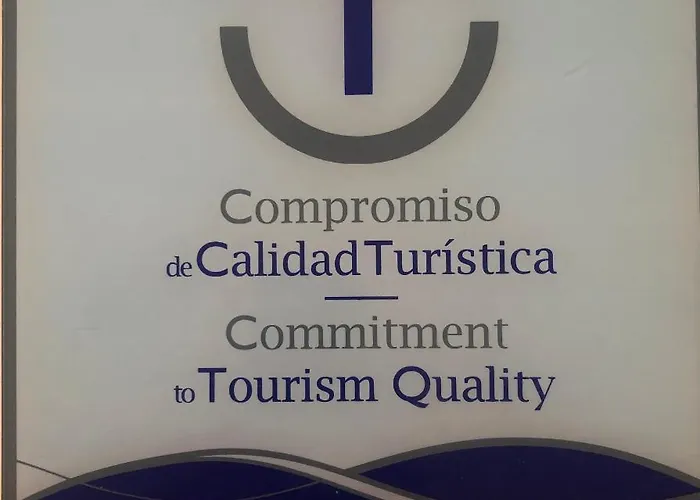 Compromiso
de Calidad Turística
Commitment
to Tourism Quality